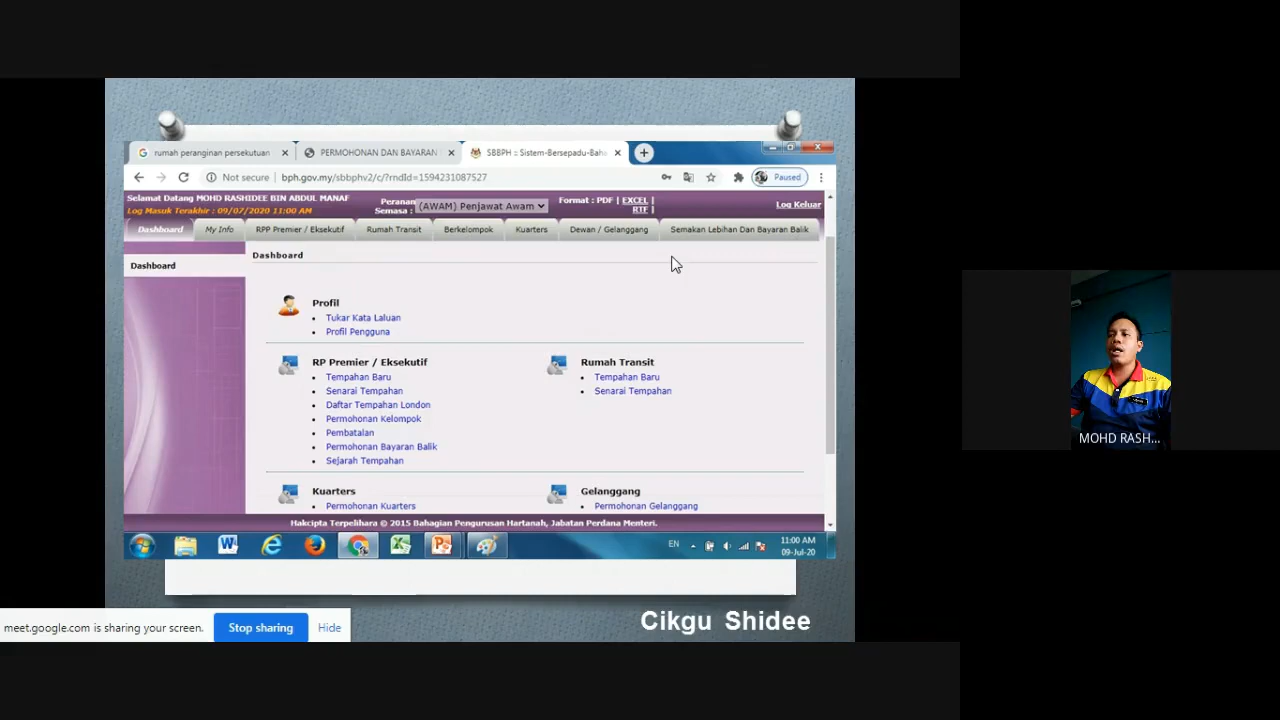 rumah peranginan persekutuan
PERMOHONAN DAN BAYARAN
SBBPH :: Sistem-Bersepadu-Baha
Not secure | bph.gov.my/sbbphv2/c/?rndId=1594231087527
Paused
Selamat Datang MOHD RASHIDEE BIN ABDUL MANAF
Log Masuk Terakhir : 09/07/2020 11:00 AM
Peranan Semasa : (AWAM) Penjawat Awam
Format : PDF | EXCEL | RTF |
Log Keluar
Dashboard My Info RPP Premier / Eksekutif Rumah Transit Berkelompok Kuarters Dewan / Gelanggang Semakan Lebihan Dan Bayaran Balik
Dashboard
Dashboard
Profil
Tukar Kata Laluan
Profil Pengguna
RP Premier / Eksekutif
Tempahan Baru
Senarai Tempahan
Daftar Tempahan London
Permohonan Kelompok
Pembatalan
Permohonan Bayaran Balik
Sejarah Tempahan
Rumah Transit
Tempahan Baru
Senarai Tempahan
Kuarters
Permohonan Kuarters
Gelanggang
Permohonan Gelanggang
Hakcipta Terpelihara © 2015 Bahagian Pengurusan Hartanah, Jabatan Perdana Menteri.
EN
11:00 AM
09-Jul-20
Cikgu Shidee
meet.google.com is sharing your screen.
Stop sharing
Hide
MOHD RASH...